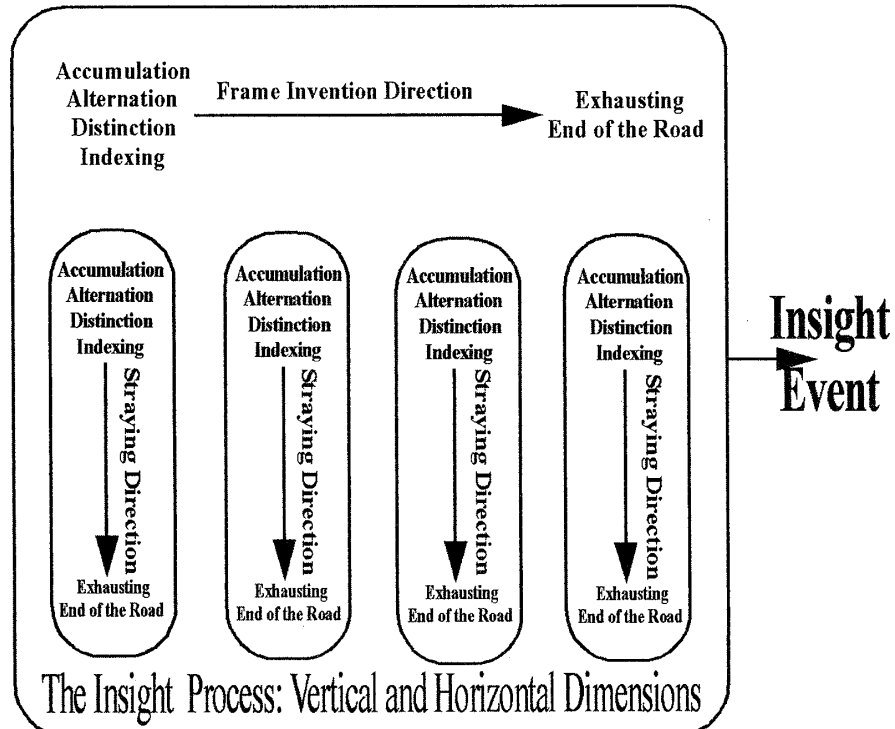 Accumulation
Alternation
Distinction
Indexing
Frame Invention Direction
Exhausting
End of the Road
Accumulation
Alternation
Distinction
Indexing
Straying Direction
Exhausting
End of the Road
Accumulation
Alternation
Distinction
Indexing
Straying Direction
Exhausting
End of the Road
Accumulation
Alternation
Distinction
Indexing
Straying Direction
Exhausting
End of the Road
Accumulation
Alternation
Distinction
Indexing
Straying Direction
Exhausting
End of the Road
Insight
Event
The Insight Process: Vertical and Horizontal Dimensions